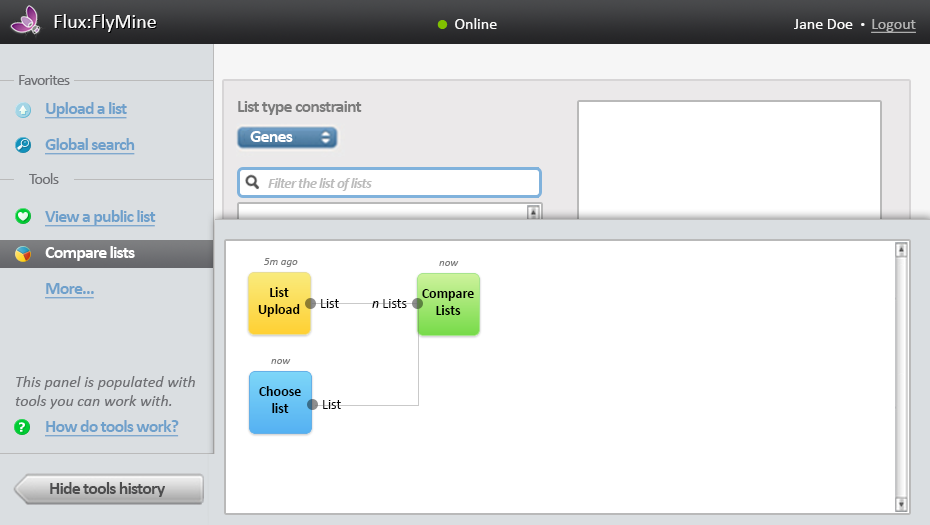 Flux:FlyMine
Online
Jane Doe • Logout
Favorites
Upload a list
Global search
Tools
View a public list
Compare lists
More...
This panel is populated with
tools you can work with.
How do tools work?
Hide tools history
List type constraint
Genes
Filter the list of lists
5m ago
List
Upload
List
n Lists
now
Compare
Lists
now
Choose
list
List